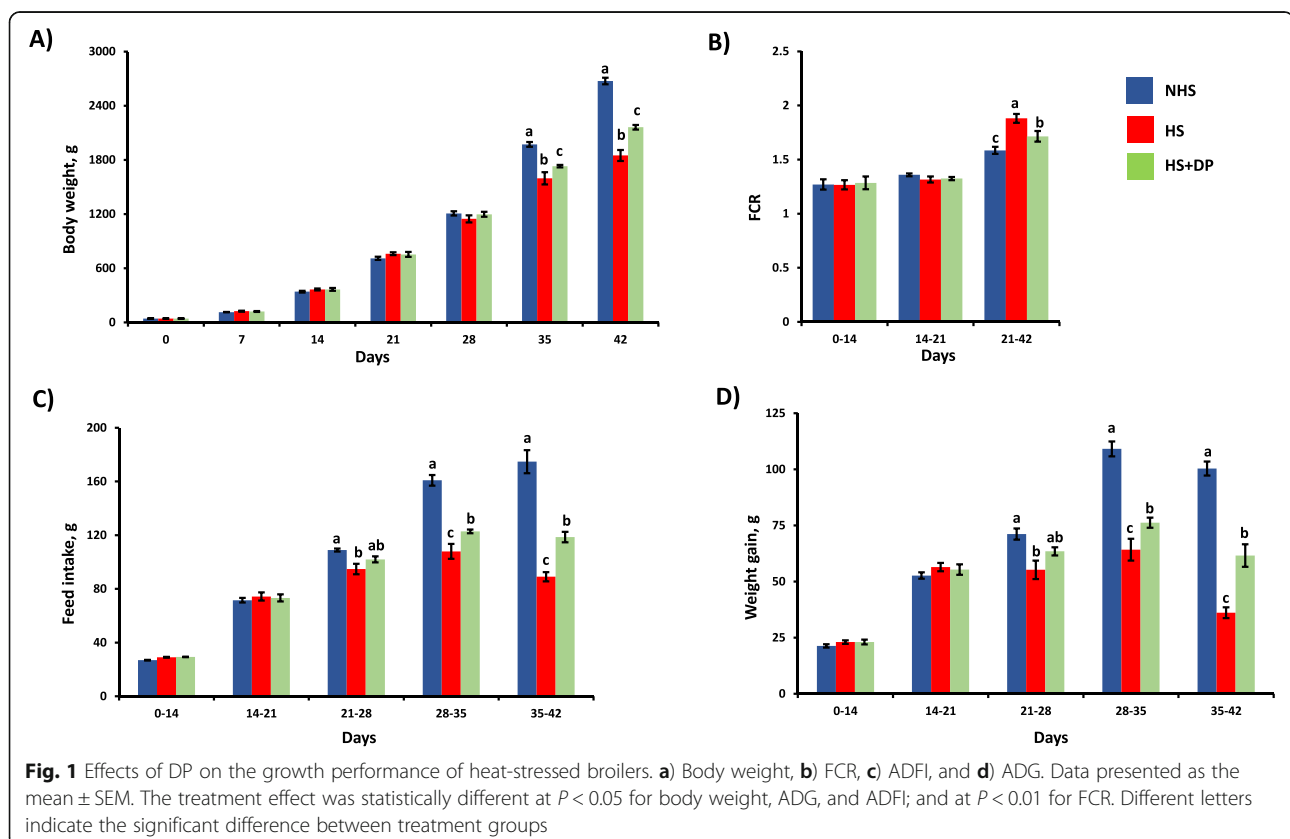 A)
3000
2400
1800
1200
600
0
Body weight, g
a
b
c
a
b
c
0 7 14 21 28 35 42
Days
B)
2.5
2
1.5
1
0.5
0
FCR
c
a
b
0-14 14-21 21-42
Days
NHS
HS
HS+DP
C)
200
160
120
80
40
0
Feed intake, g
a
b
ab
a
c
b
a
c
b
0-14 14-21 21-28 28-35 35-42
Days
D)
125
100
75
50
25
0
Weight gain, g
a
b
ab
a
c
b
a
c
b
0-14 14-21 21-28 28-35 35-42
Days
Fig. 1 Effects of DP on the growth performance of heat-stressed broilers. a) Body weight, b) FCR, c) ADFI, and d) ADG. Data presented as the
mean ± SEM. The treatment effect was statistically different at P < 0.05 for body weight, ADG, and ADFI; and at P < 0.01 for FCR. Different letters
indicate the significant difference between treatment groups